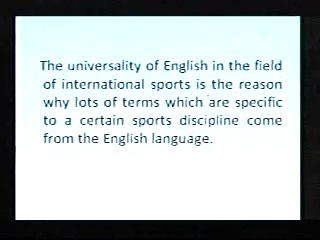 The universality of English in the field
of international sports is the reason
why lots of terms which are specific
to a certain sports discipline come
from the English language.